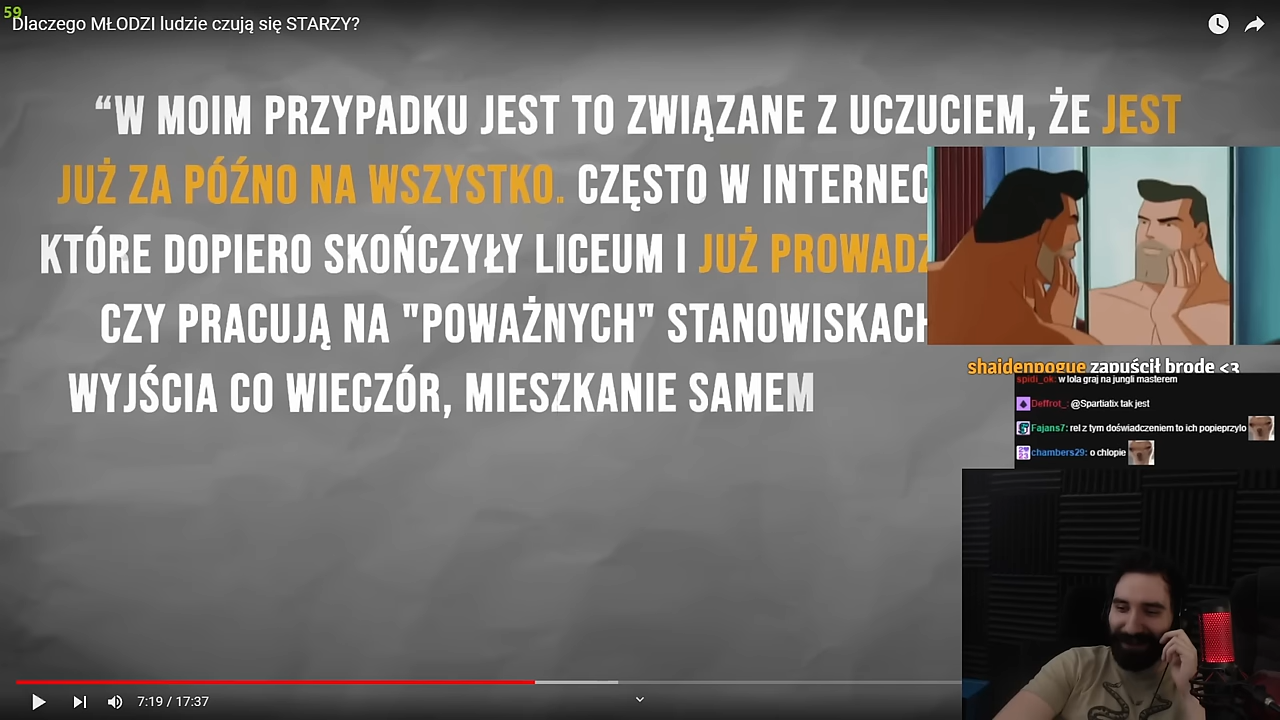 59
Dlaczego MŁODZI ludzie czują się STARZY?
“W MOIM PRZYPADKU JEST TO ZWIĄZANE Z UCZUCIEM, ŻE JEST
JUŻ ZA PÓŹNO NA WSZYSTKO. CZĘSTO W INTERNEC
KTÓRE DOPIERO SKOŃCZYŁY LICEUM I JUŻ PROWADZ
CZY PRACUJĄ NA "POWAŻNYCH" STANOWISKACH
WYJŚCIA CO WIECZÓR, MIESZKANIE SAMEM
shaidenpogue zapuścił brode <3
spidi_ok: w lola graj na jungli masterem
Deffrot_: @Spartiatix tak jest
Fajans7: rel z tym doświadczeniem to ich popieprzylo
chambers29: o chlopie
7:19 / 17:37